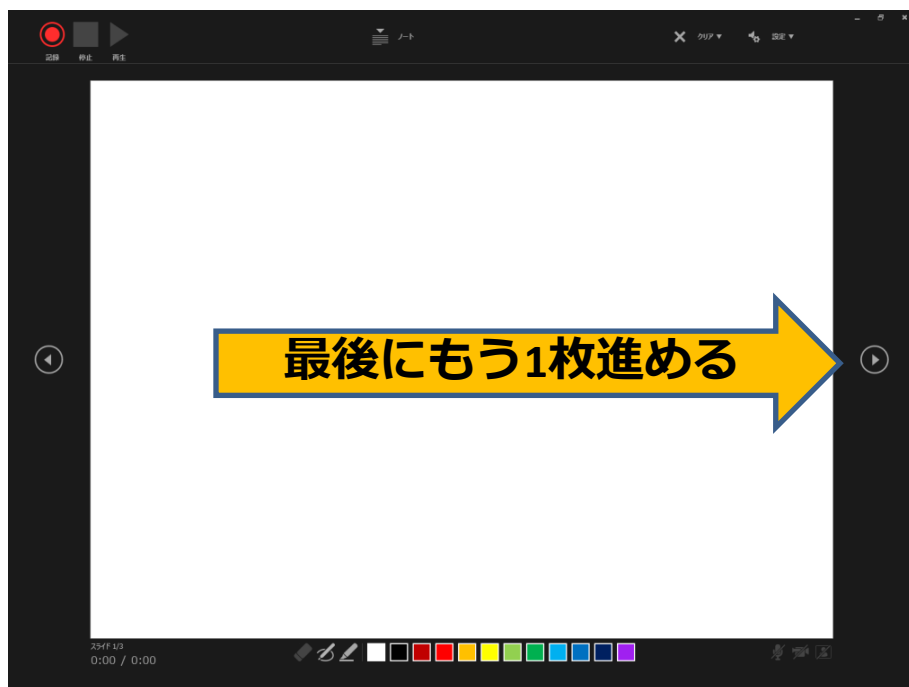 記録 停止 再生
ノート
クリア
設定
最後にもう1枚進める
スライド 1/3
0:00 / 0:00